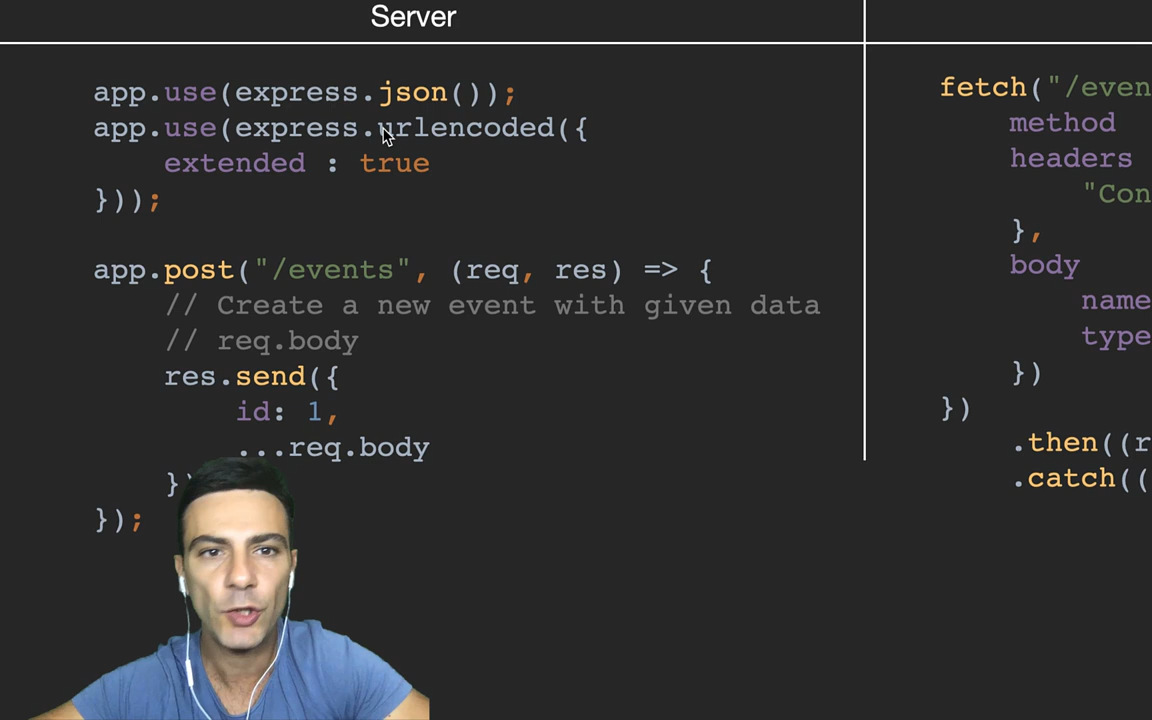 Server
app.use(express.json());
app.use(express.urlencoded({
extended : true
}));
app.post("/events", (req, res) => {
// Create a new event with given data
// req.body
res.send({
id: 1,
...req.body
})
});
fetch("/even
method
headers
"Con
},
body
name
type
})
})
.then((r
.catch((